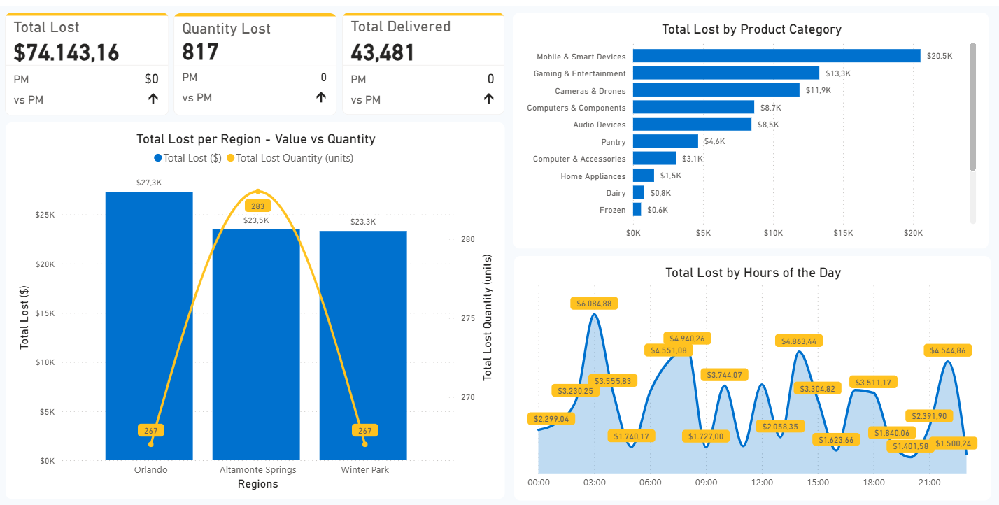 Total Lost
$74.143,16
PM $0
vs PM
Quantity Lost
817
PM 0
vs PM
Total Delivered
43,481
PM 0
vs PM
Total Lost per Region - Value vs Quantity
Total Lost ($) Total Lost Quantity (units)
$27,3K
283
$23,5K
$23,3K
267
267
$25K
$20K
$15K
$10K
$5K
$0K
Total Lost ($)
280
275
270
Total Lost Quantity (units)
Orlando Altamonte Springs Winter Park
Regions
Total Lost by Product Category
Mobile & Smart Devices $20,5K
Gaming & Entertainment $13,3K
Cameras & Drones $11,9K
Computers & Components $8,7K
Audio Devices $8,5K
Pantry $4,6K
Computer & Accessories $3,1K
Home Appliances $1,5K
Dairy $0,8K
Frozen $0,6K
$0K $5K $10K $15K $20K
Total Lost by Hours of the Day
$2.299,04
$3.230,25
$6.084,88
$3.555,83
$1.740,17
$4.551,08
$4.940,26
$1.727,00
$3.744,07
$2.058,35
$4.863,44
$3.304,82
$1.623,66
$3.511,17
$1.840,06
$1.401,58
$2.391,90
$4.544,86
$1.500,24
00:00 03:00 06:00 09:00 12:00 15:00 18:00 21:00